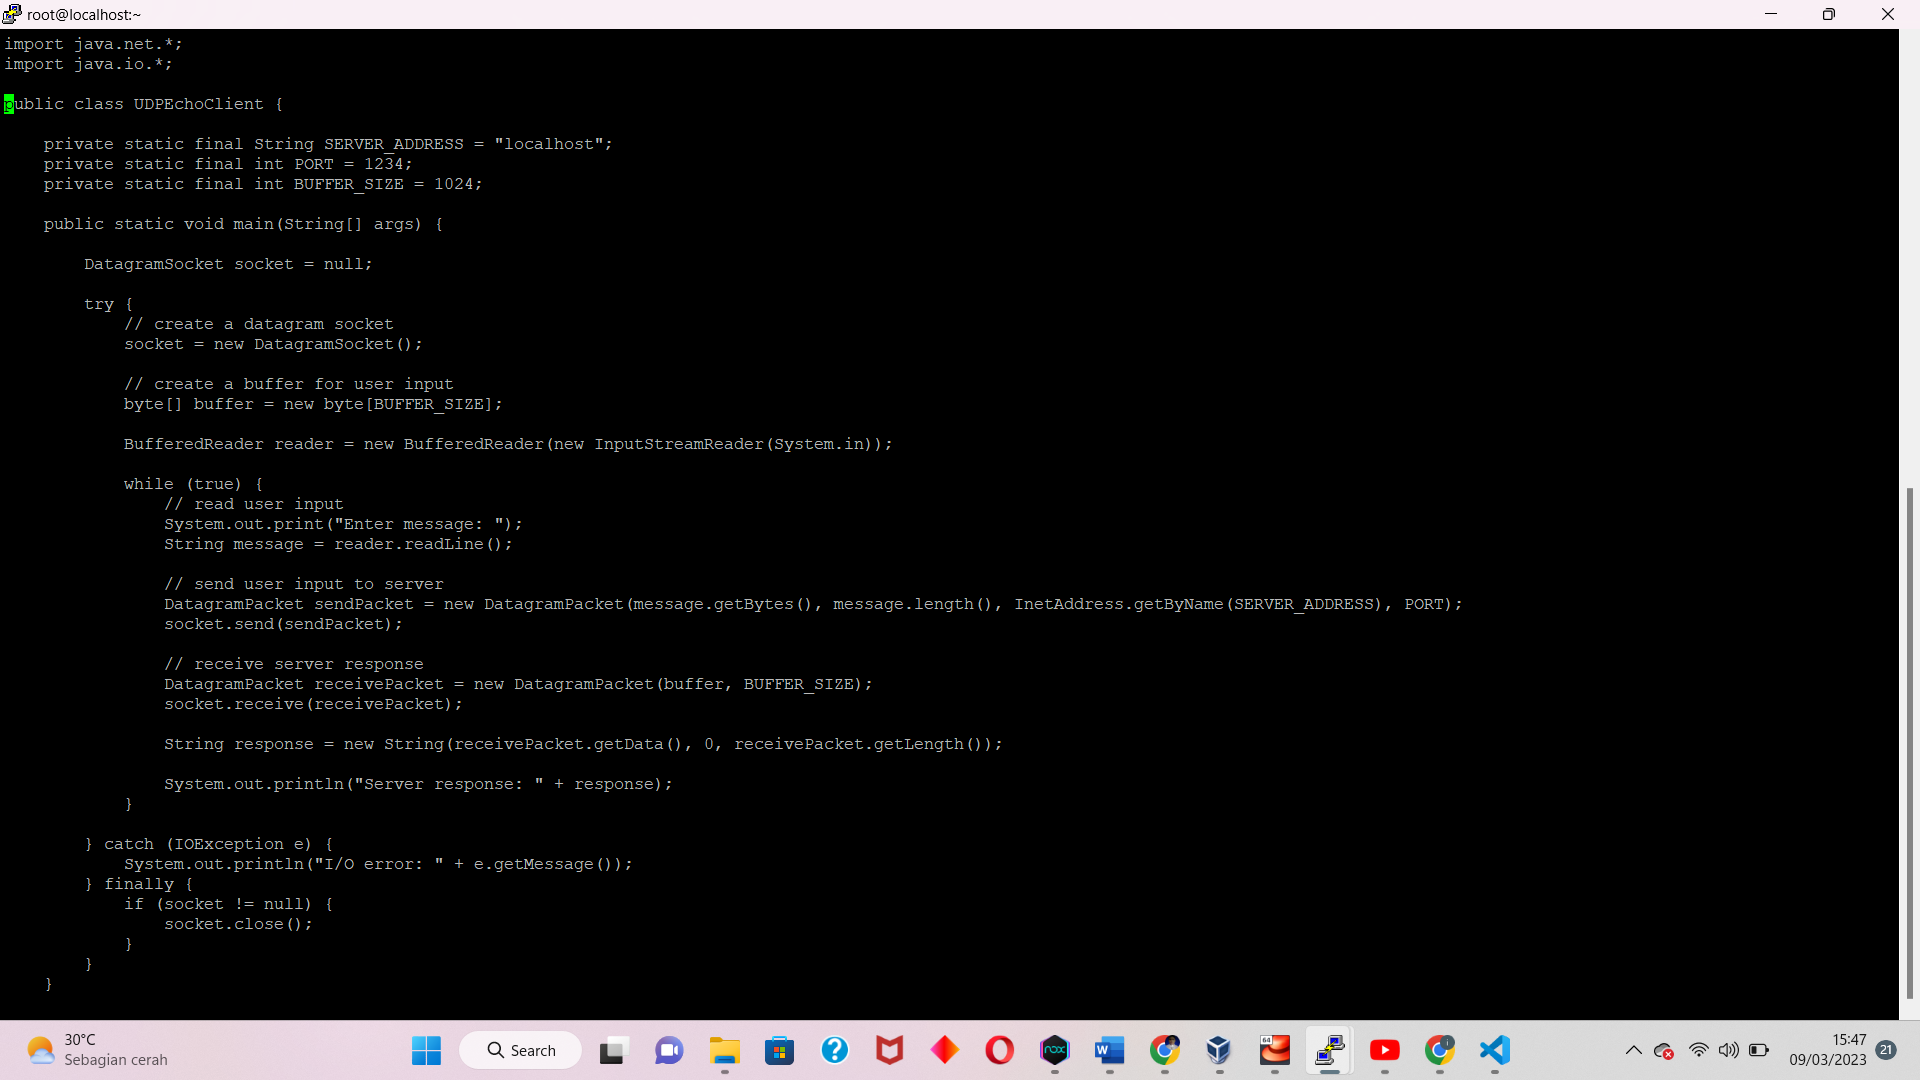 root@localhost:~
import java.net.*;
import java.io.*;
public class UDPEchoClient {
    private static final String SERVER_ADDRESS = "localhost";
    private static final int PORT = 1234;
    private static final int BUFFER_SIZE = 1024;
    public static void main(String[] args) {
        DatagramSocket socket = null;
        try {
            // create a datagram socket
            socket = new DatagramSocket();
            // create a buffer for user input
            byte[] buffer = new byte[BUFFER_SIZE];
            BufferedReader reader = new BufferedReader(new InputStreamReader(System.in));
            while (true) {
                // read user input
                System.out.print("Enter message: ");
                String message = reader.readLine();
                // send user input to server
                DatagramPacket sendPacket = new DatagramPacket(message.getBytes(), message.length(), InetAddress.getByName(SERVER_ADDRESS), PORT);
                socket.send(sendPacket);
                // receive server response
                DatagramPacket receivePacket = new DatagramPacket(buffer, BUFFER_SIZE);
                socket.receive(receivePacket);
                String response = new String(receivePacket.getData(), 0, receivePacket.getLength());
                System.out.println("Server response: " + response);
            }
        } catch (IOException e) {
            System.out.println("I/O error: " + e.getMessage());
        } finally {
            if (socket != null) {
                socket.close();
            }
        }
    }
30°C
Sebagian cerah
Search
nox
W
64
15:47
09/03/2023
21